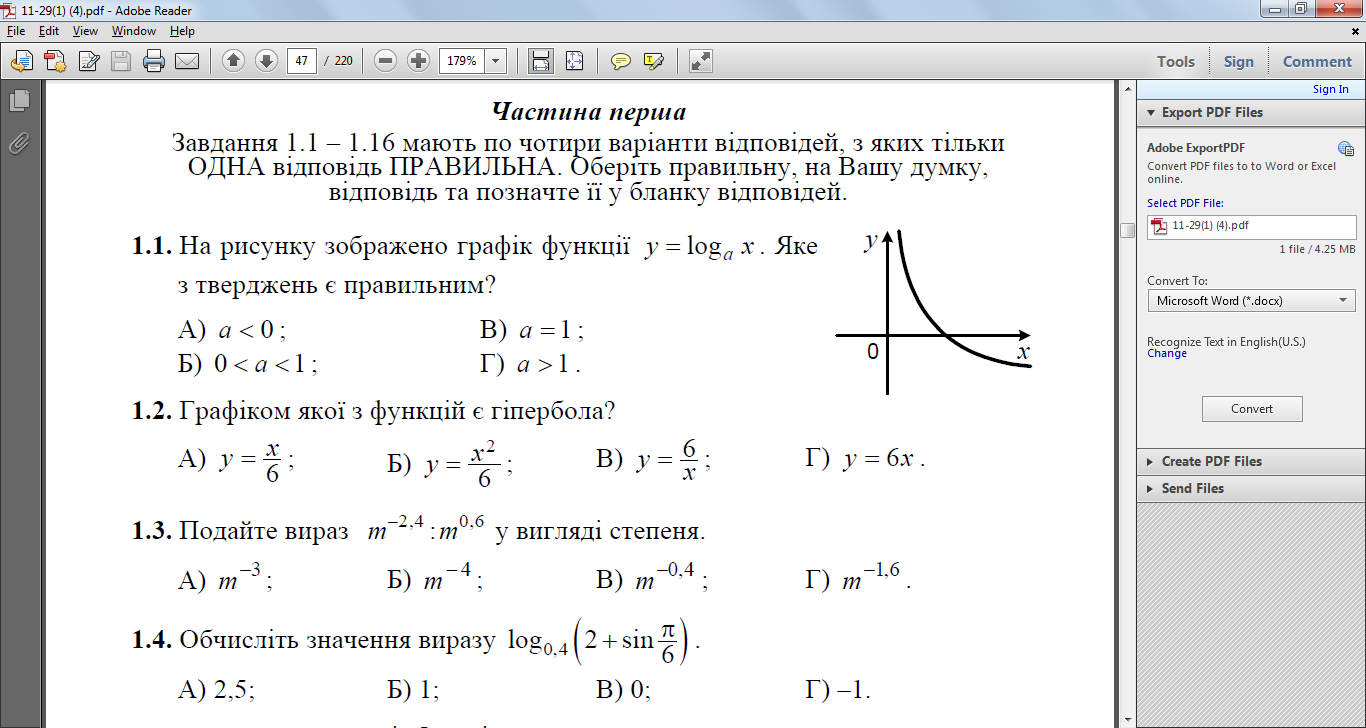 11-29(1) (4).pdf - Adobe Reader
File Edit View Window Help
47 / 220 179% Tools Sign Comment
Sign In
Export PDF Files
Adobe ExportPDF
Convert PDF files to to Word or Excel
online.
Select PDF File:
11-29(1) (4).pdf
1 file / 4.25 MB
Convert To:
Microsoft Word (*.docx)
Recognize Text in English(U.S.)
Change
Convert
Create PDF Files
Send Files
Частина перша
Завдання 1.1 – 1.16 мають по чотири варіанти відповідей, з яких тільки
ОДНА відповідь ПРАВИЛЬНА. Оберіть правильну, на Вашу думку,
відповідь та позначте її у бланку відповідей.
1.1. На рисунку зображено графік функції y = logₐ x . Яке
з тверджень є правильним?
А) a < 0 ; В) a = 1 ;
Б) 0 < a < 1 ; Г) a > 1 .
y
0 x
1.2. Графіком якої з функцій є гіпербола?
А) y = x/6 ; Б) y = x²/6 ; В) y = 6/x ; Г) y = 6x .
1.3. Подайте вираз m^−2,4 : m^0,6 у вигляді степеня.
А) m^−3 ; Б) m^−4 ; В) m^−0,4 ; Г) m^−1,6 .
1.4. Обчисліть значення виразу log_0,4 (2 + sin π/6) .
А) 2,5; Б) 1; В) 0; Г) –1.